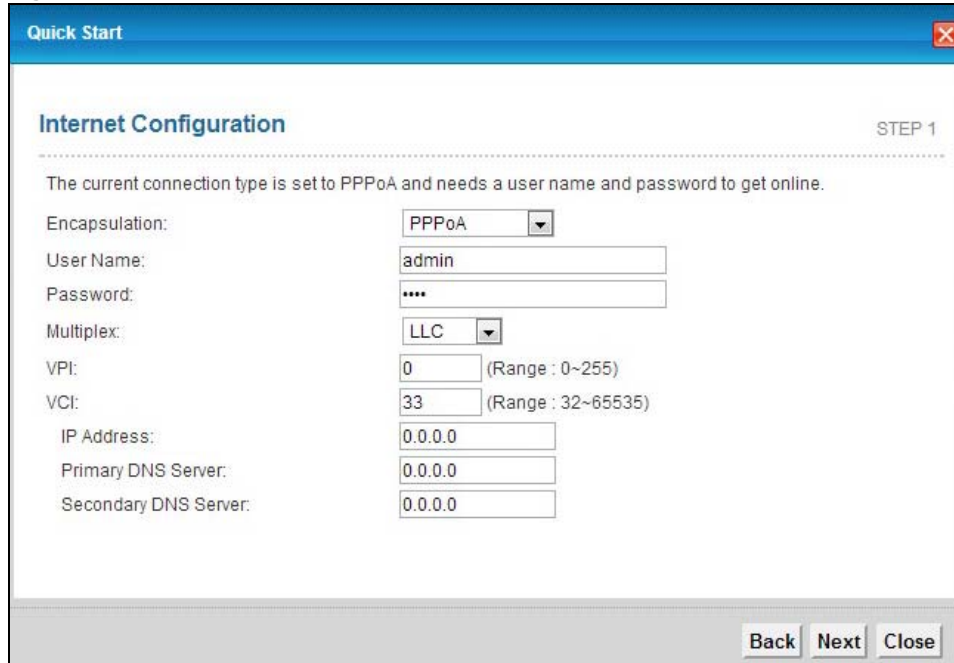 Quick Start
Internet Configuration STEP 1
The current connection type is set to PPPoA and needs a user name and password to get online.
Encapsulation: PPPoA
User Name: admin
Password: ••••
Multiplex: LLC
VPI: 0 (Range : 0~255)
VCI: 33 (Range : 32~65535)
IP Address: 0.0.0.0
Primary DNS Server: 0.0.0.0
Secondary DNS Server: 0.0.0.0
Back Next Close